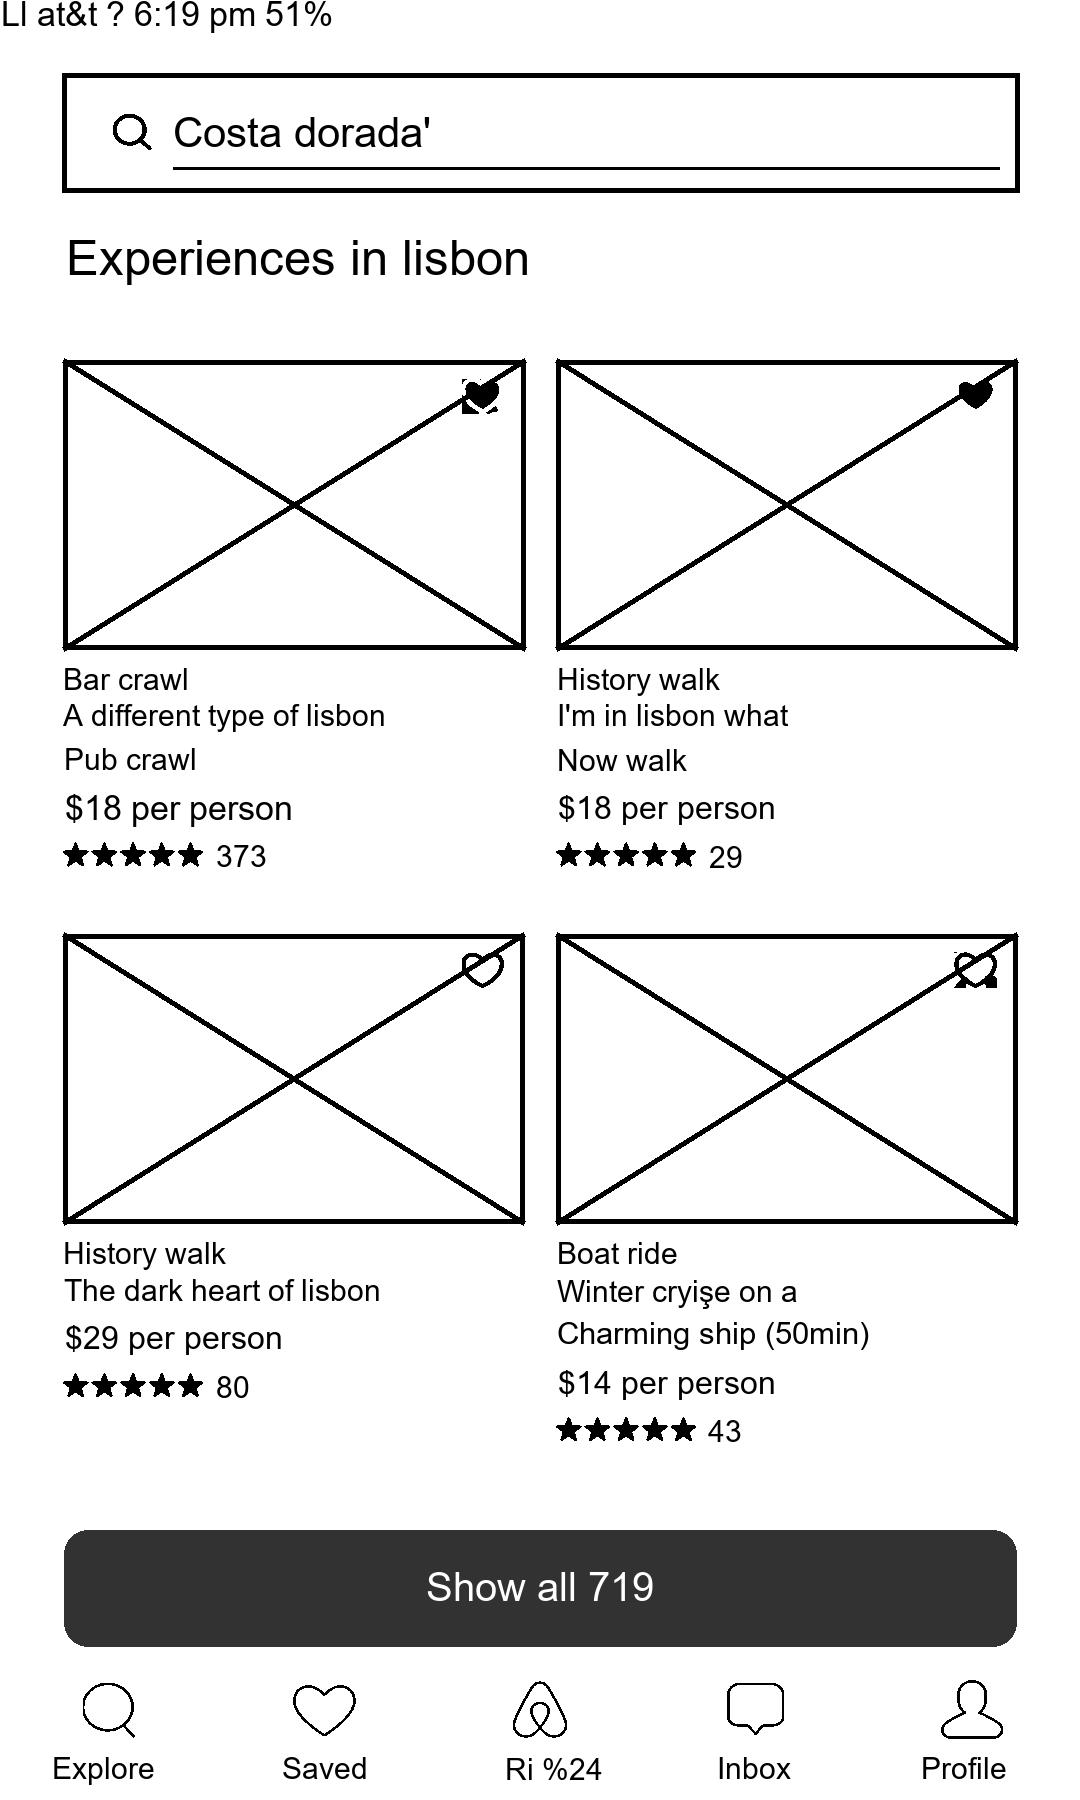 Ll at&t ? 6:19 pm 51%
Costa dorada'
Experiences in lisbon
Bar crawl
A different type of lisbon
Pub crawl
$18 per person
373
History walk
I'm in lisbon what
Now walk
$18 per person
29
History walk
The dark heart of lisbon
$29 per person
80
Boat ride
Winter cryişe on a
Charming ship (50min)
$14 per person
43
Show all 719
Explore
Saved
Ri %24
Inbox
Profile